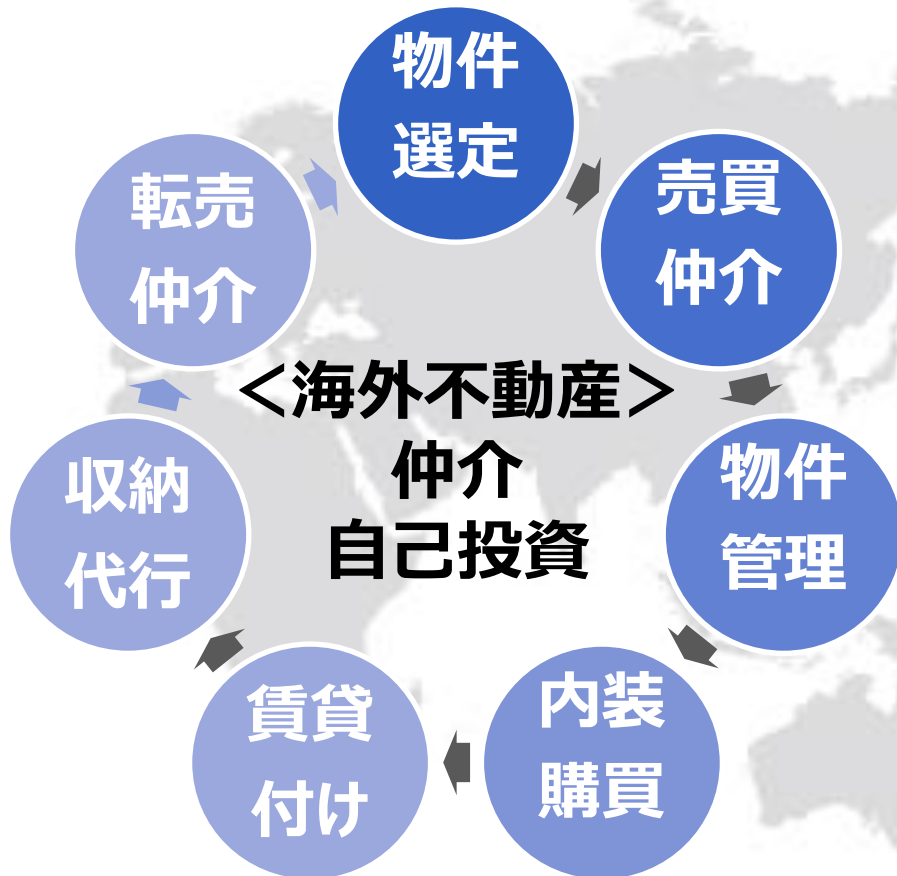 物件
選定
売買
仲介
物件
管理
内装
購買
賃貸
付け
収納
代行
転売
仲介
＜海外不動産＞
仲介
自己投資